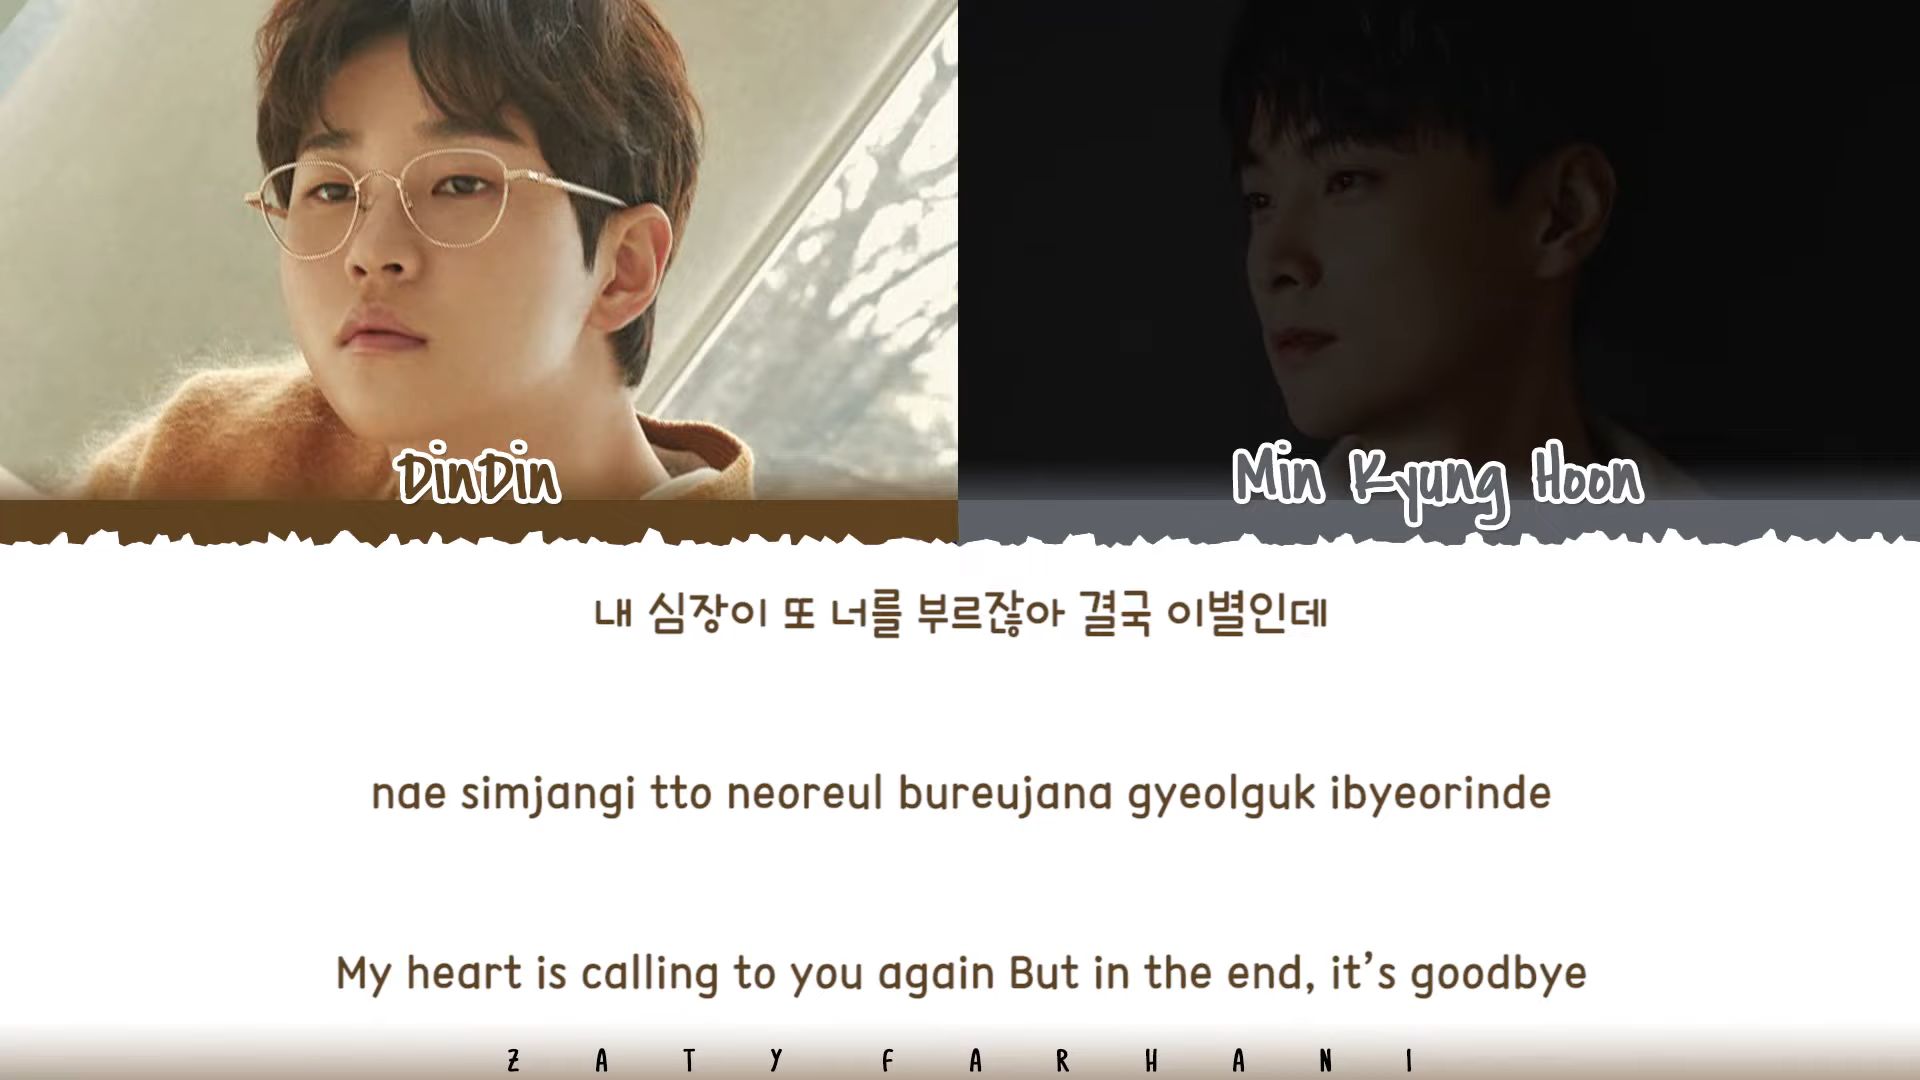 DinDin
Min Kyung Hoon
내 심장이 또 너를 부르잖아 결국 이별인데
nae simjangi tto neoreul bureujana gyeolguk ibyeorinde
My heart is calling to you again But in the end, it’s goodbye
ZATY FARHANI